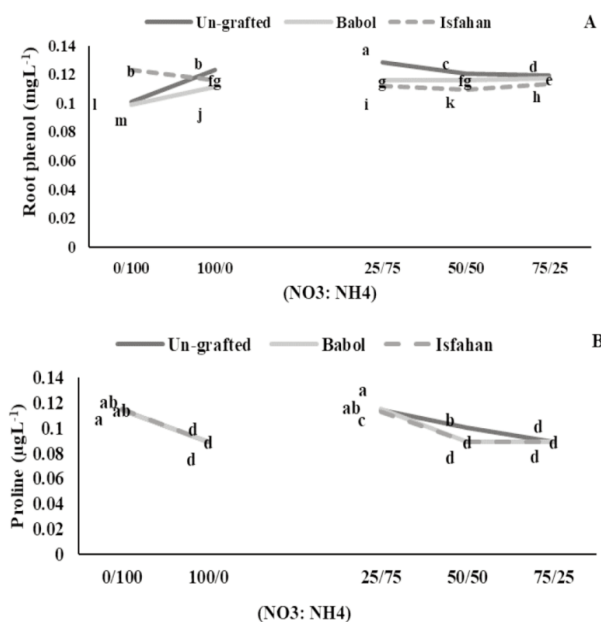 Un-grafted Babol Isfahan A
0.14
0.12
0.1
0.08
0.06
0.04
0.02
0
Root phenol (mgL-1)
a
b b c d
g fg fg e
l i k h
m j
0/100 100/0 25/75 50/50 75/25
(NO3: NH4)
Un-grafted Babol Isfahan B
0.14
0.12
0.1
0.08
0.06
0.04
0.02
0
Proline (µgL-1)
a
ab ab
ab b
a d c d
d d d
d d d
0/100 100/0 25/75 50/50 75/25
(NO3: NH4)